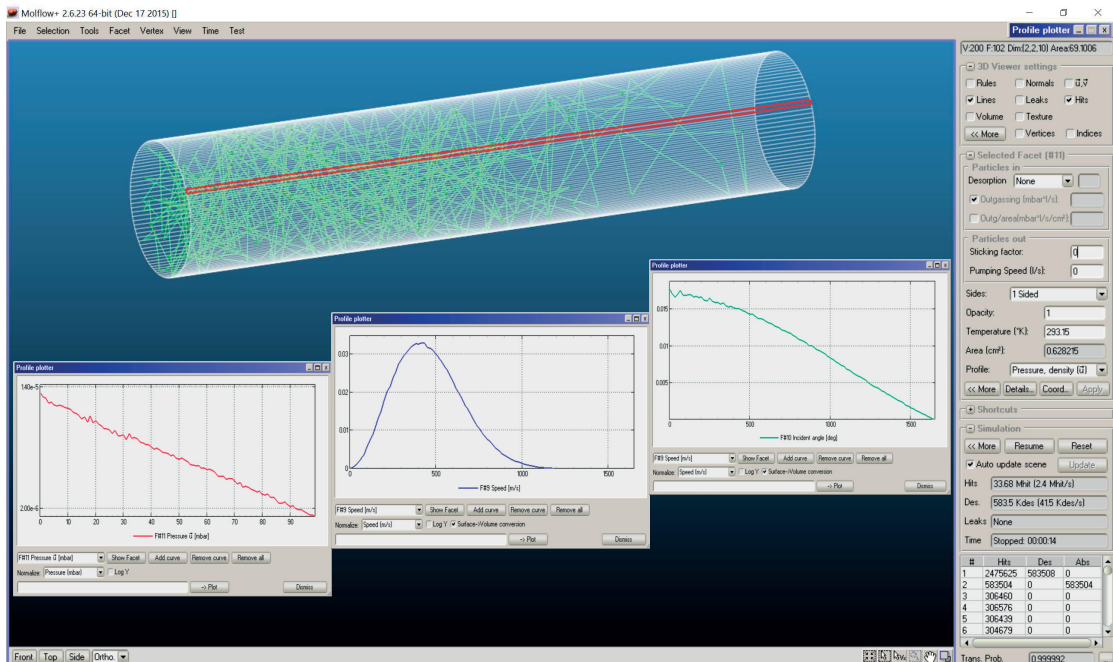 Molflow+ 2.6.23 64-bit (Dec 17 2015) []
File Selection Tools Facet Vertex View Time Test
Profile plotter
V:200 F:102 Dim:(2,2,10) Area:69.1006
3D Viewer settings
Rules Normals ū,v̄
Lines Leaks Hits
Volume Texture
<< More Vertices Indices
Selected Facet (#11)
Particles in
Desorption None
Outgassing (mbar*l/s):
Outg/area(mbar*l/s/cm²):
Particles out
Sticking factor: 0
Pumping Speed (l/s): 0
Sides: 1 Sided
Opacity: 1
Temperature (°K): 293.15
Area (cm²): 0.628215
Profile: Pressure, density (ū)
<< More Details.. Coord.. Apply
Shortcuts
Simulation
<< More Resume Reset
Auto update scene Update
Hits 33.68 Mhit (2.4 Mhit/s)
Des. 583.5 Kdes (41.5 Kdes/s)
Leaks None
Time Stopped: 00:00:14
# Hits Des Abs
1 2475625 583508 0
2 583504 0 583504
3 306460 0 0
4 306576 0 0
5 306439 0 0
6 304679 0 0
Trans. Prob. 0.999992
Profile plotter
1.40e-5
2.00e-6
0 10 20 30 40 50 60 70 80 90
F#11 Pressure ū (mbar)
F#11 Pressure ū (mbar) Show Facet Add curve Remove curve Remove all
Normalize: Pressure (mbar) Log Y
-> Plot Dismiss
Profile plotter
0.03
0.02
0.01
0
0 500 1000 1500
F#9 Speed (m/s)
F#9 Speed (m/s) Show Facet Add curve Remove curve Remove all
Normalize: Speed (m/s) Log Y Surface->Volume conversion
-> Plot Dismiss
Profile plotter
0.015
0.01
0.005
0 500 1000 1500
F#10 Incident angle (deg)
F#9 Speed (m/s) Show Facet Add curve Remove curve Remove all
Normalize: Speed (m/s) Log Y Surface->Volume conversion
-> Plot Dismiss
Front Top Side Ortho.